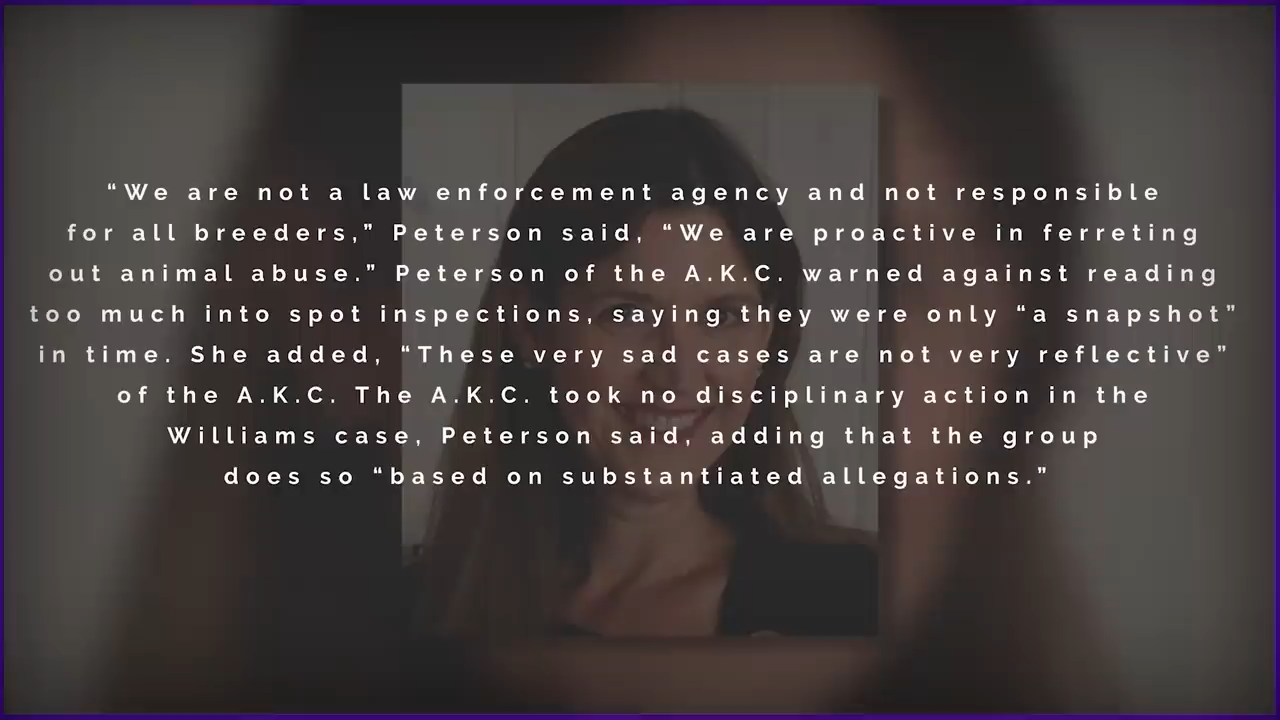 “We are not a law enforcement agency and not responsible
for all breeders,” Peterson said, “We are proactive in ferreting
out animal abuse.” Peterson of the A.K.C. warned against reading
too much into spot inspections, saying they were only “a snapshot”
in time. She added, “These very sad cases are not very reflective”
of the A.K.C. The A.K.C. took no disciplinary action in the
Williams case, Peterson said, adding that the group
does so “based on substantiated allegations.”